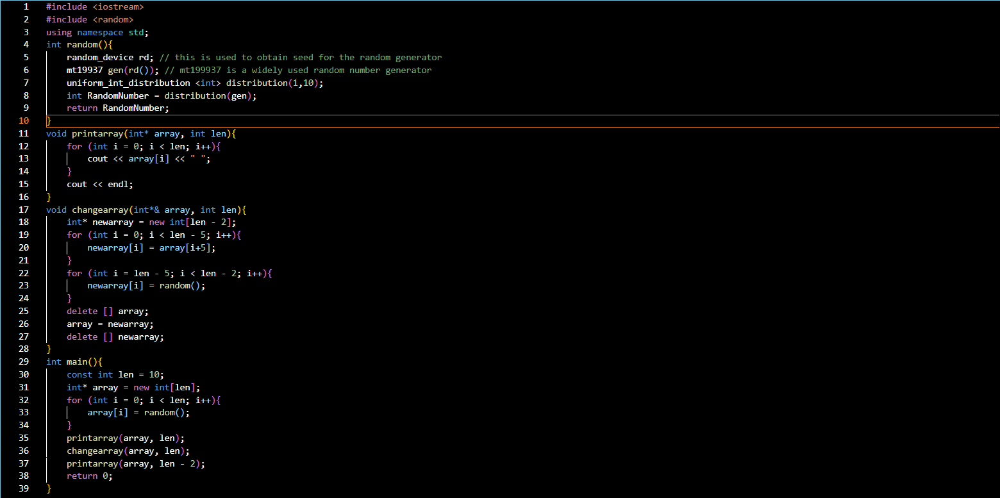 1 #include <iostream>
2 #include <random>
3 using namespace std;
4 int random(){
5     random_device rd; // this is used to obtain seed for the random generator
6     mt19937 gen(rd()); // mt199937 is a widely used random number generator
7     uniform_int_distribution <int> distribution(1,10);
8     int RandomNumber = distribution(gen);
9     return RandomNumber;
10 }
11 void printarray(int* array, int len){
12     for (int i = 0; i < len; i++){
13         cout << array[i] << " ";
14     }
15     cout << endl;
16 }
17 void changearray(int*& array, int len){
18     int* newarray = new int[len - 2];
19     for (int i = 0; i < len - 5; i++){
20         newarray[i] = array[i+5];
21     }
22     for (int i = len - 5; i < len - 2; i++){
23         newarray[i] = random();
24     }
25     delete [] array;
26     array = newarray;
27     delete [] newarray;
28 }
29 int main(){
30     const int len = 10;
31     int* array = new int[len];
32     for (int i = 0; i < len; i++){
33         array[i] = random();
34     }
35     printarray(array, len);
36     changearray(array, len);
37     printarray(array, len - 2);
38     return 0;
39 }